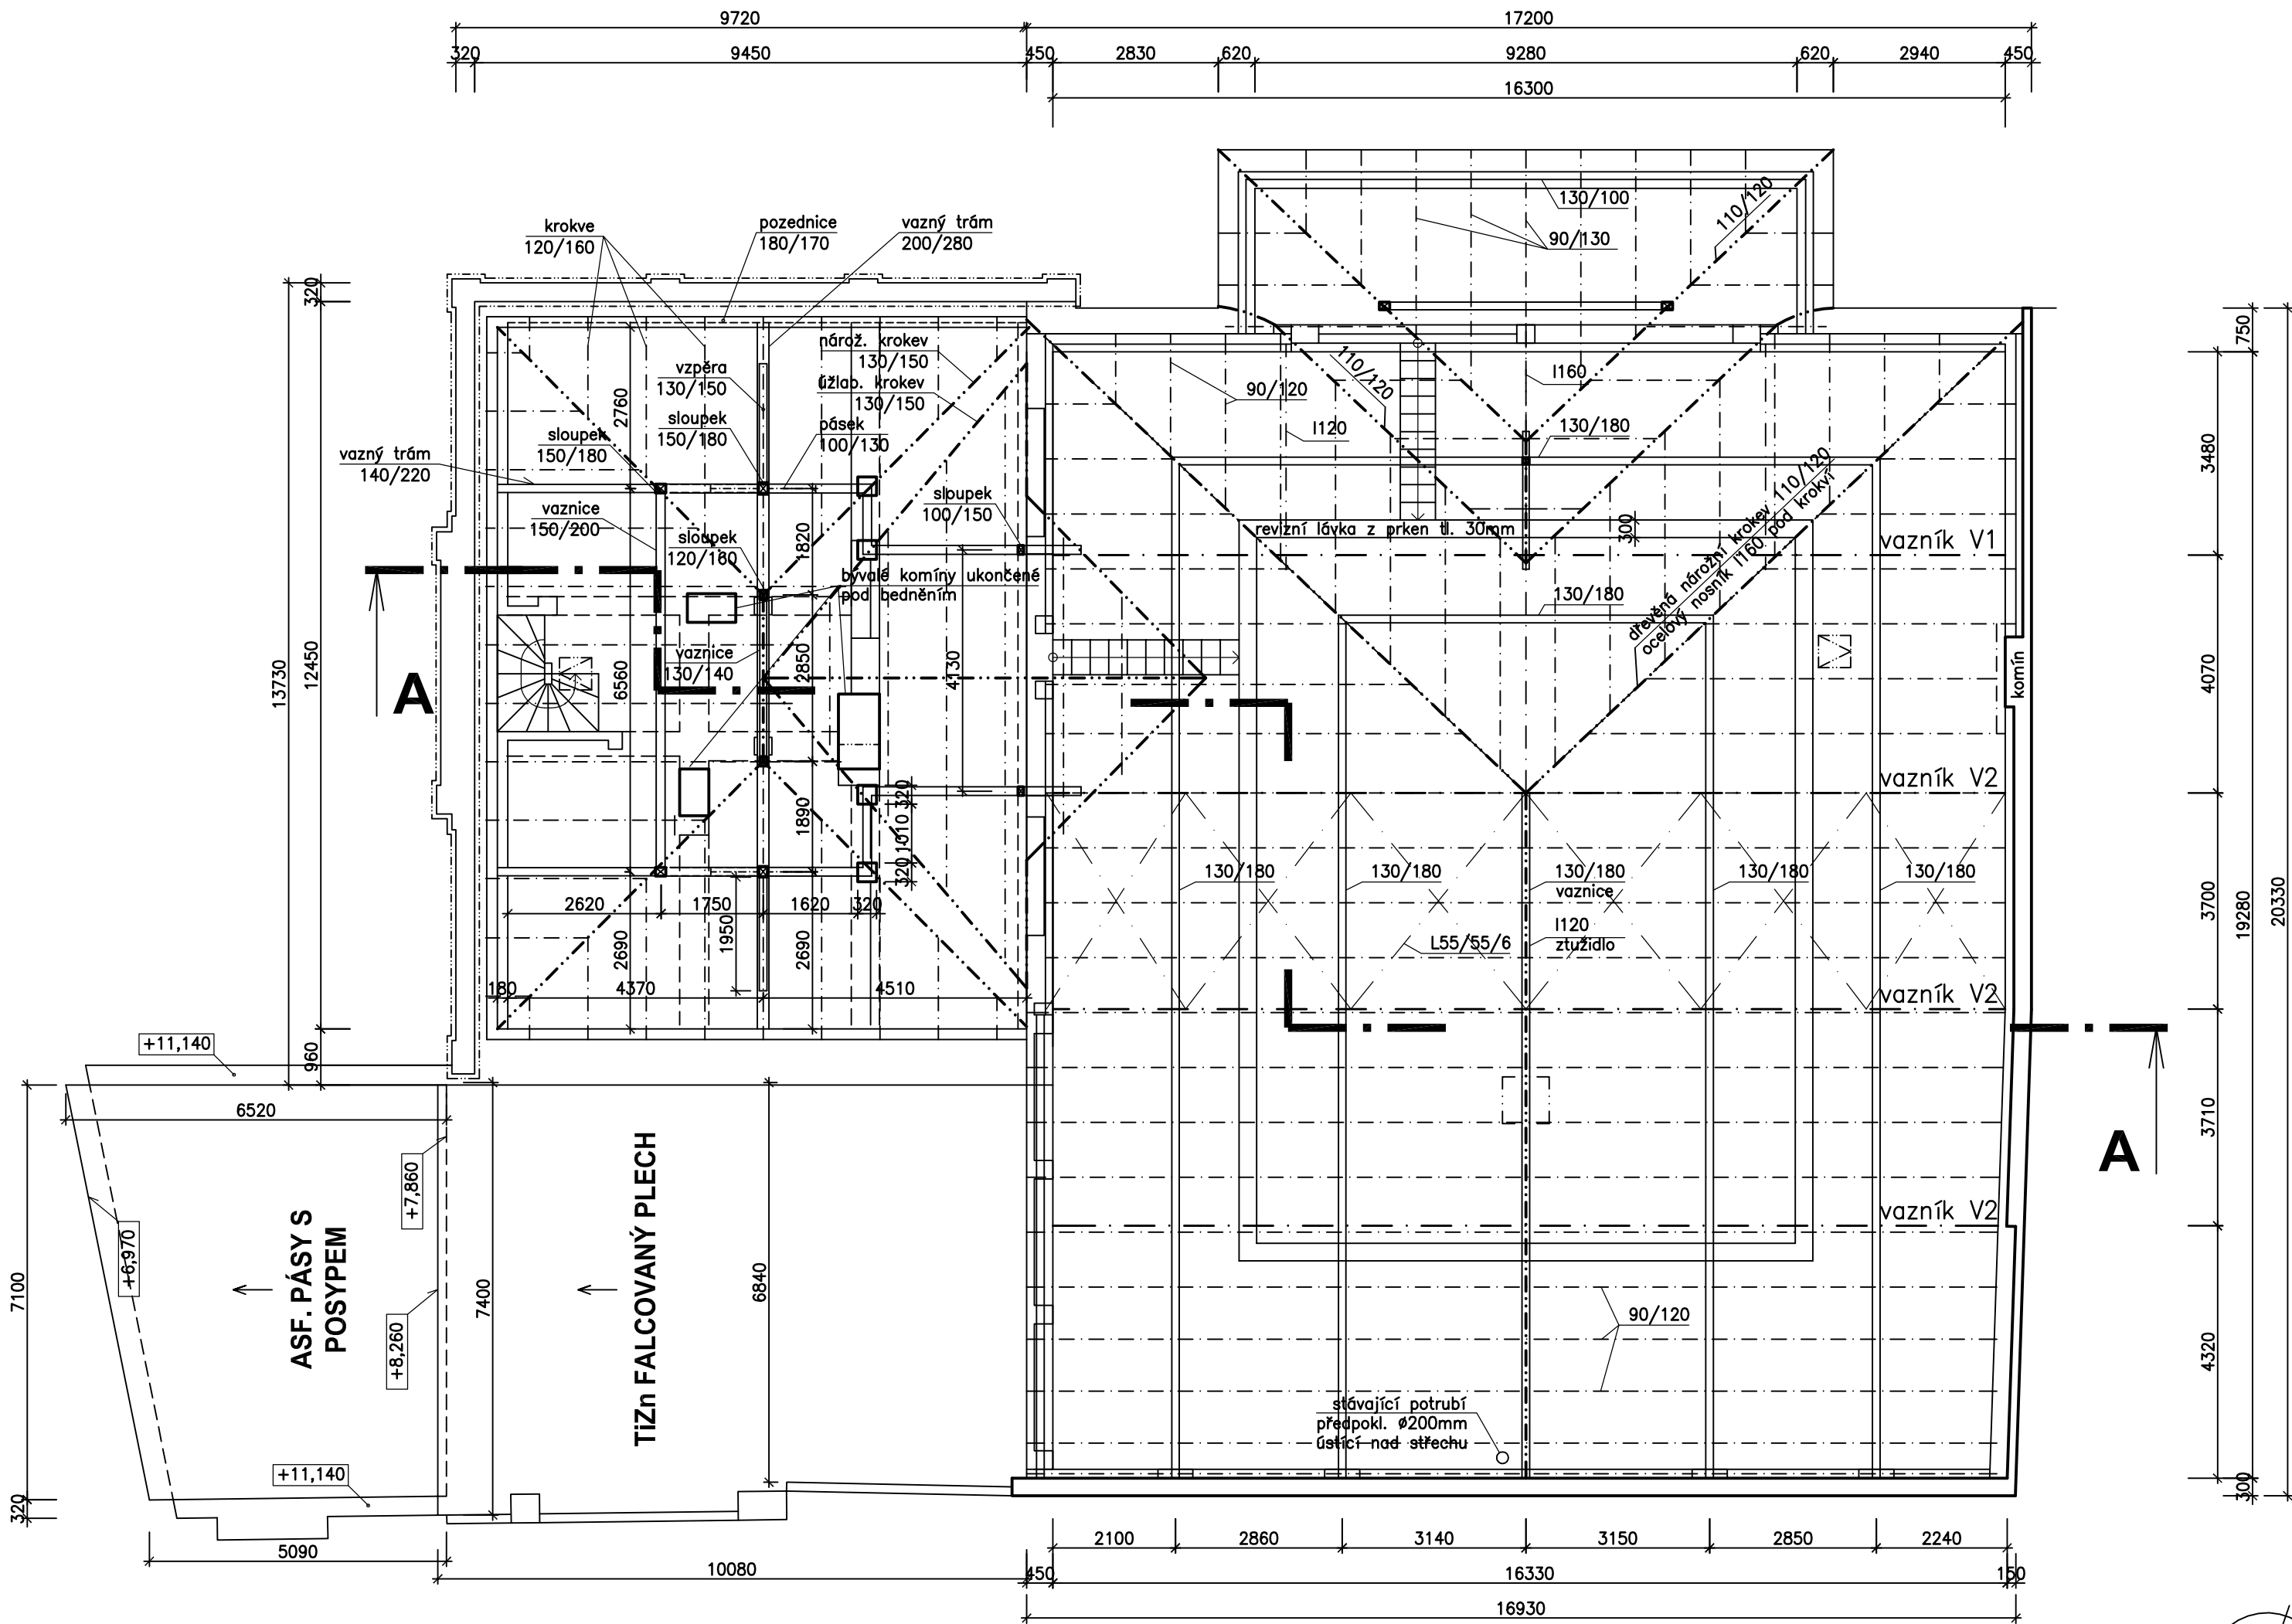 9720
17200
320
9450
450
2830
620
9280
620
2940
450
16300
krokve
120/160
pozednice
180/170
vazný trám
200/280
130/100
110/120
90/130
320
750
nárož. krokev
130/150
úžlab. krokev
130/150
vzpěra
130/150
sloupek
150/180
pásek
100/130
sloupek
150/180
vazný trám
140/220
2760
110/120
90/120
I160
I120
130/180
3480
vaznice
150/200
sloupek
120/160
sloupek
100/150
1820
revizní lávka z prken tl. 30mm
300
dřevěná nárožní krokev 110/120
ocelový nosník I160 pod krokví
vazník V1
bývalé komíny ukončené
pod bedněním
130/180
13730
12450
A
6560
vaznice
130/140
2850
4130
komín
4070
vazník V2
1890
320
1010
320
130/180
130/180
130/180
vaznice
130/180
130/180
I120
ztužidlo
L55/55/6
3700
19280
20330
2620
1750
1620
320
2690
1950
2690
180
4370
4510
vazník V2
960
+11,140
6520
3710
A
+7,860
+6,970
ASF. PÁSY S
POSYPEM
+8,260
7100
7400
TiZn FALCOVANÝ PLECH
6840
vazník V2
90/120
4320
stávající potrubí
předpokl. ø200mm
ústící nad střechu
+11,140
320
300
5090
10080
2100
2860
3140
3150
2850
2240
450
16330
150
16930